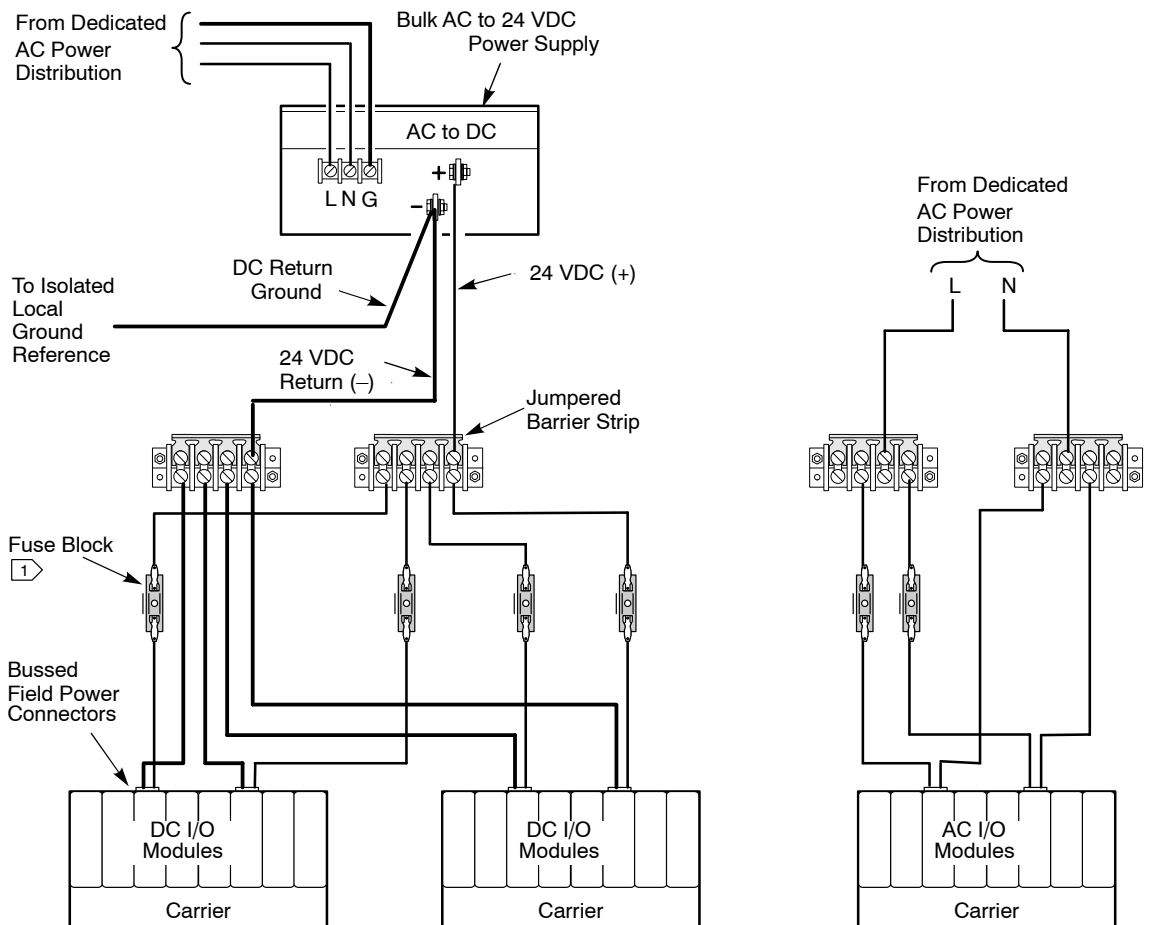 From Dedicated
AC Power
Distribution
Bulk AC to 24 VDC
Power Supply
AC to DC
+
L N G
–
DC Return
Ground
24 VDC (+)
To Isolated
Local
Ground
Reference
24 VDC
Return (–)
Jumpered
Barrier Strip
From Dedicated
AC Power
Distribution
L
N
Fuse Block
1
Bussed
Field Power
Connectors
DC I/O
Modules
Carrier
DC I/O
Modules
Carrier
AC I/O
Modules
Carrier